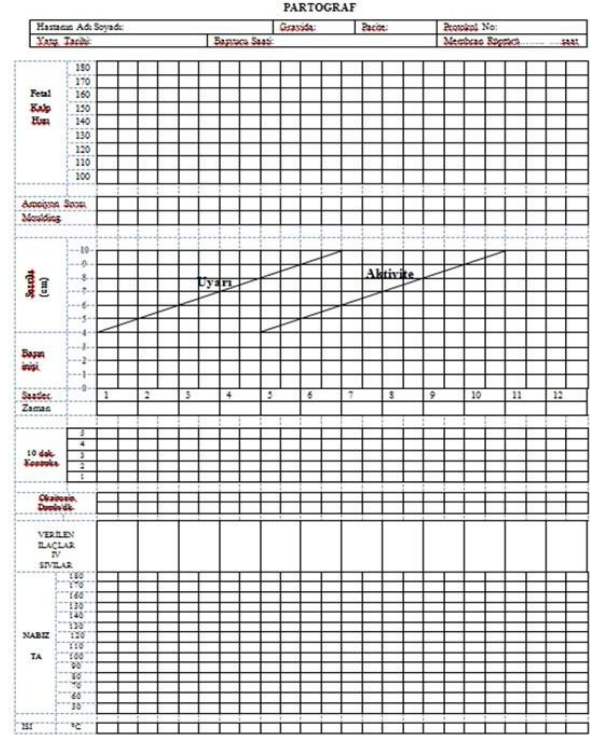 PARTOGRAF
Hastanın Adı Soyadı: Gravida: Parite: Protokol No:
Yatış Tarihi: Başvuru Saati: Membran Rüptürü............ saat
Fetal Kalp Hızı
180
170
160
150
140
130
120
110
100
Amniyon Sıvısı
Moulding
(cm)
10
9
8
7
6
5
4
3
2
1
0
Uyarı
Aktivite
Başın inişi
Saatler 1 2 3 4 5 6 7 8 9 10 11 12
Zaman
10 dak.
5
4
3
2
1
Oksitosin
Damla/dk
VERİLEN
İLAÇLAR
IV
SIVILAR
NABIZ
TA
180
170
160
150
140
130
120
110
100
90
80
70
60
50
ISI °C